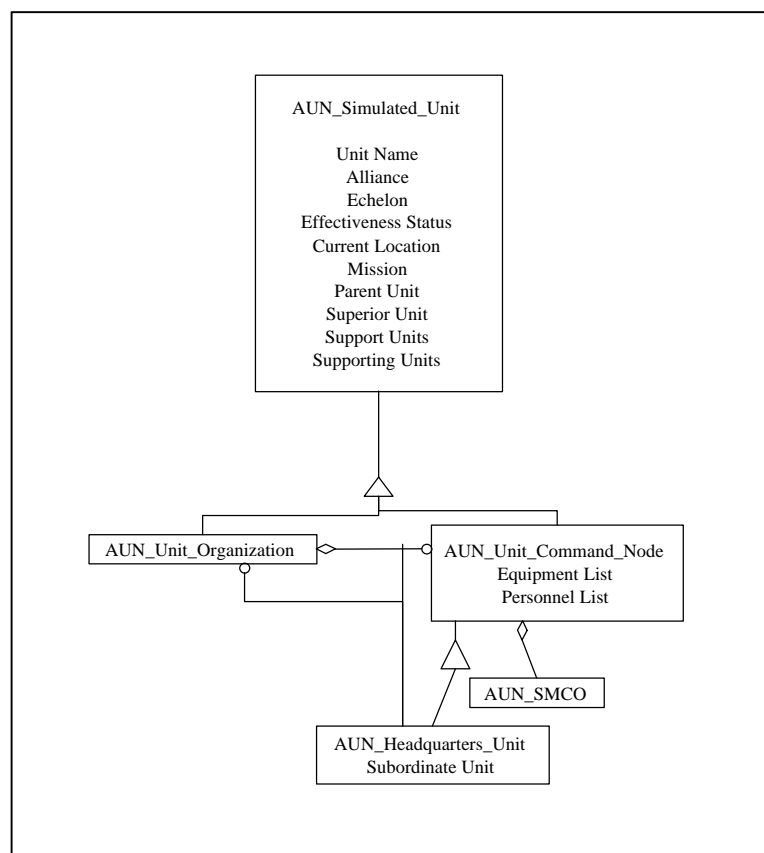 AUN_Simulated_Unit
Unit Name
Alliance
Echelon
Effectiveness Status
Current Location
Mission
Parent Unit
Superior Unit
Support Units
Supporting Units
AUN_Unit_Organization
AUN_Unit_Command_Node
Equipment List
Personnel List
AUN_SMCO
AUN_Headquarters_Unit
Subordinate Unit